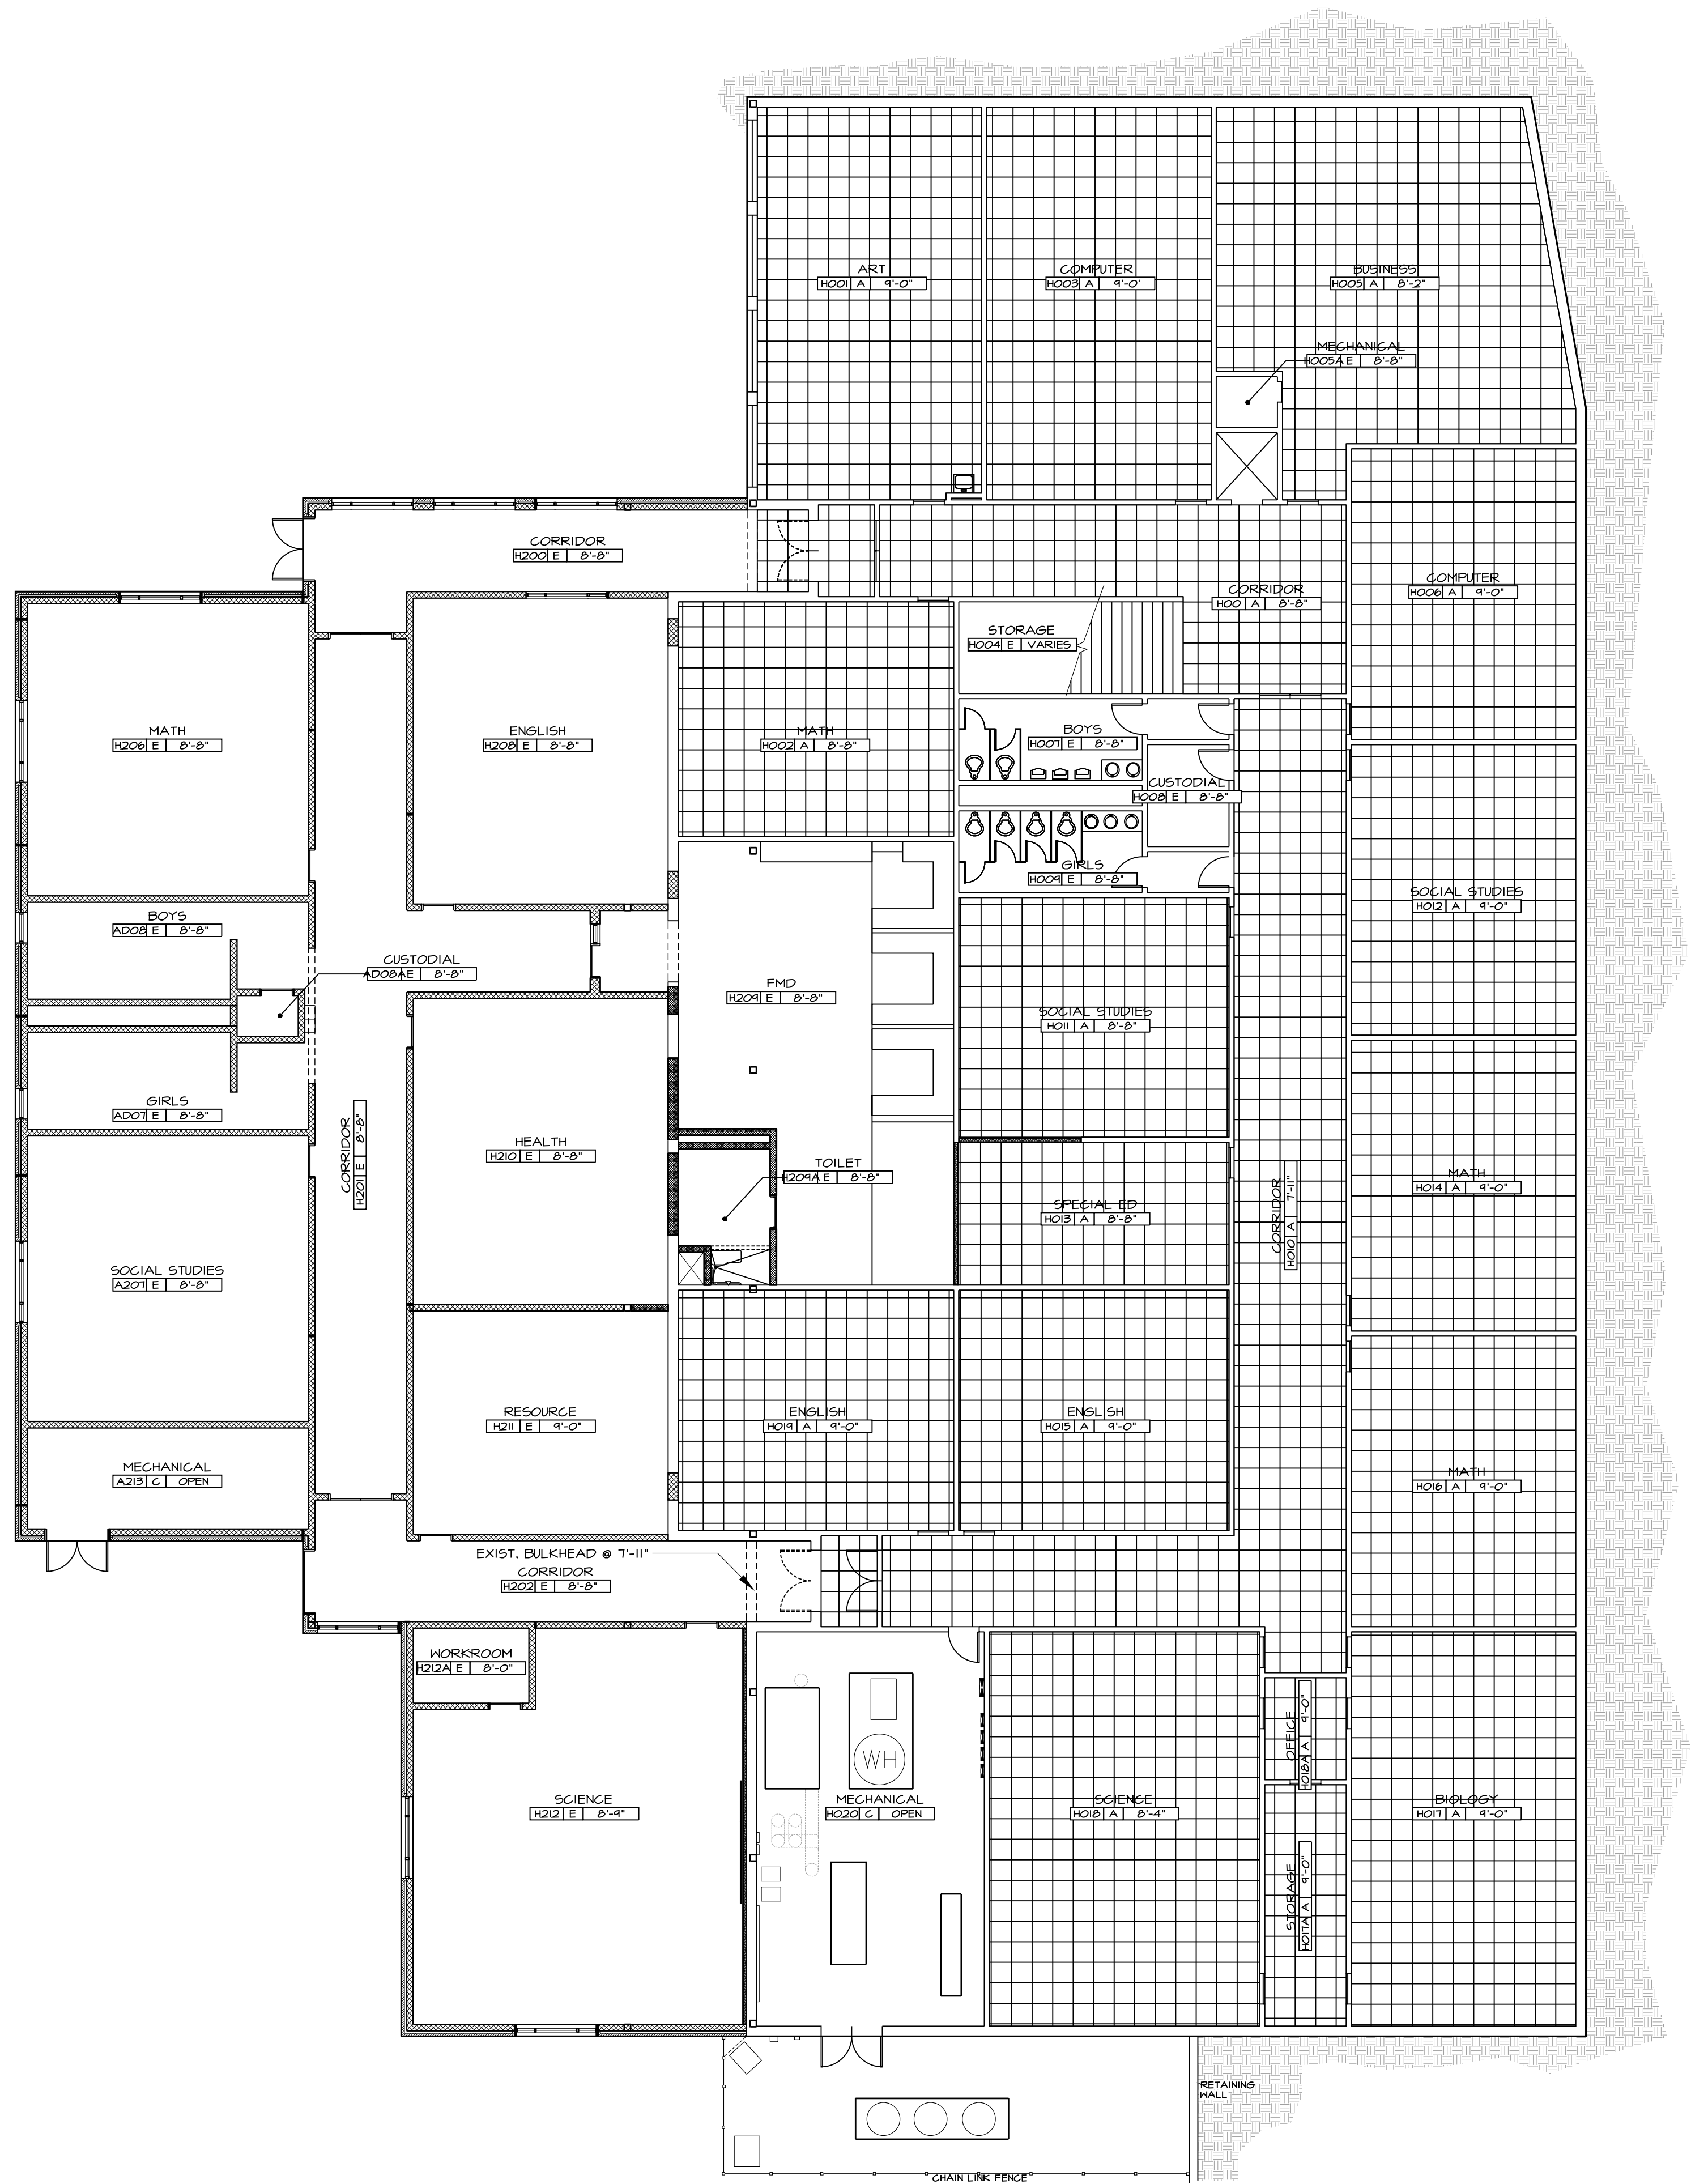 ART
H001 A 9'-0"
COMPUTER
H003 A 9'-0'
BUSINESS
H005 A 8'-2"
MECHANICAL
H005A E 8'-8"
CORRIDOR
H200 E 8'-8"
COMPUTER
H006 A 9'-0"
CORRIDOR
H00 A 8'-8"
STORAGE
H004 E VARIES
MATH
H206 E 8'-8"
ENGLISH
H208 E 8'-8"
MATH
H002 A 8'-8"
BOYS
H007 E 8'-8"
CUSTODIAL
H008 E 8'-8"
GIRLS
H009 E 8'-8"
SOCIAL STUDIES
H012 A 9'-0"
BOYS
AD08 E 8'-8"
CUSTODIAL
AD08A E 8'-8"
FMD
H209 E 8'-8"
SOCIAL STUDIES
H011 A 8'-8"
GIRLS
AD07 E 8'-8"
CORRIDOR
H201 E 8'-8"
HEALTH
H210 E 8'-8"
TOILET
H209A E 8'-8"
SPECIAL ED
H013 A 8'-8"
CORRIDOR
H010 A 7'-11"
MATH
H014 A 9'-0"
SOCIAL STUDIES
A207 E 8'-8"
RESOURCE
H211 E 9'-0"
ENGLISH
H019 A 9'-0"
ENGLISH
H015 A 9'-0"
MECHANICAL
A213 C OPEN
MATH
H016 A 9'-0"
EXIST. BULKHEAD @ 7'-11"
CORRIDOR
H202 E 8'-8"
WORKROOM
H212A E 8'-0"
OFFICE
H018A A 9'-0"
WH
SCIENCE
H212 E 8'-9"
MECHANICAL
H020 C OPEN
SCIENCE
H018 A 8'-4"
BIOLOGY
H017 A 9'-0"
STORAGE
H017A A 9'-0"
RETAINING
WALL
CHAIN LINK FENCE